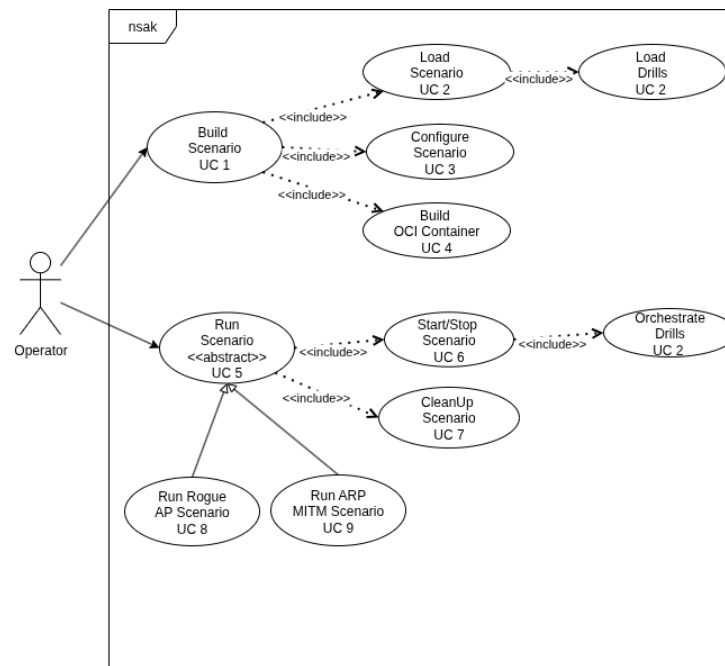 nsak
Load
Scenario
UC 2
<<include>>
Load
Drills
UC 2
<<include>>
Build
Scenario
UC 1
<<include>>
Configure
Scenario
UC 3
<<include>>
Build
OCI Container
UC 4
Operator
Run
Scenario
<<abstract>>
UC 5
<<include>>
Start/Stop
Scenario
UC 6
<<include>>
Orchestrate
Drills
UC 2
<<include>>
CleanUp
Scenario
UC 7
Run Rogue
AP Scenario
UC 8
Run ARP
MITM Scenario
UC 9